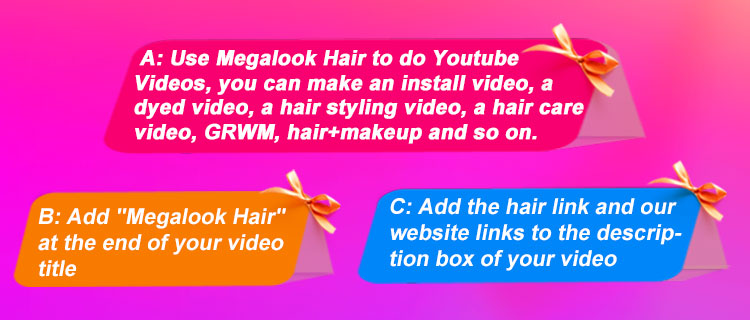 A: Use Megalook Hair to do Youtube
Videos, you can make an install video, a
dyed video, a hair styling video, a hair care
video, GRWM, hair+makeup and so on.
B: Add "Megalook Hair"
at the end of your video
title
C: Add the hair link and our
website links to the descrip-
tion box of your video